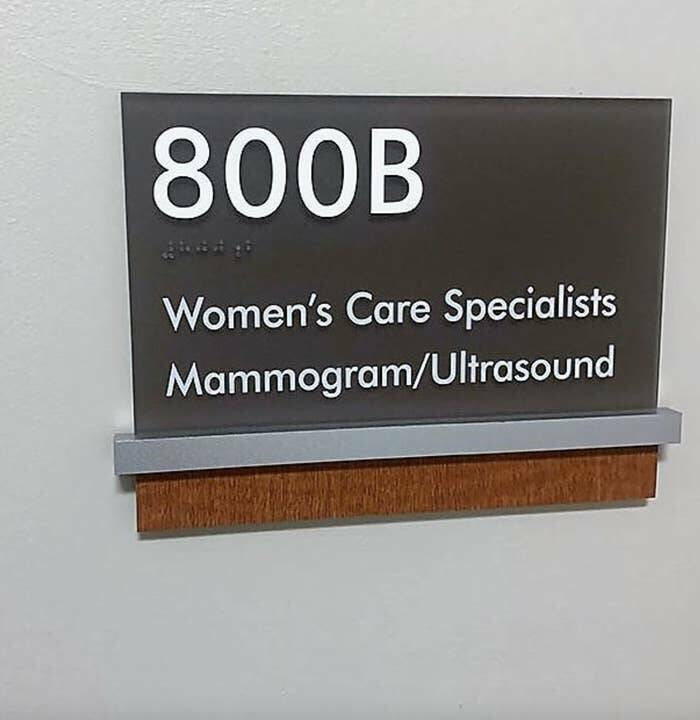 800B
Women's Care Specialists
Mammogram/Ultrasound